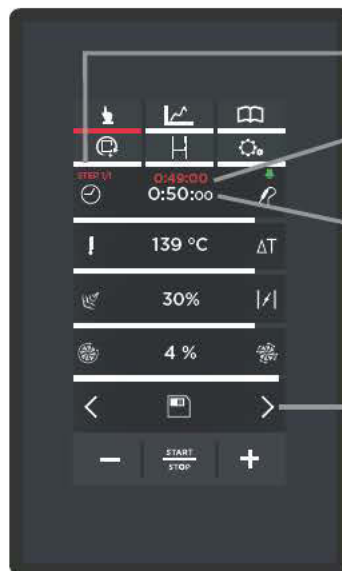 STEP 1/1
0:49:00
0:50:00
139 °C
ΔT
30%
4 %
START
STOP